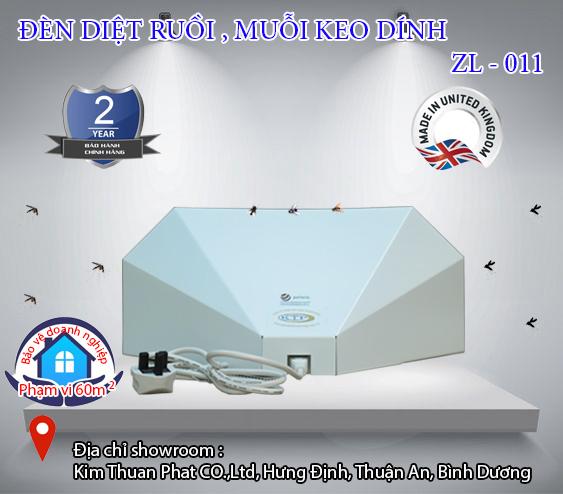 ĐÈN DIỆT RUỒI , MUỖI KEO DÍNH
ZL - 011
2
YEAR
BẢO HÀNH
CHÍNH HÃNG
MADE IN UNITED KINGDOM
KTP
Bảo vệ doanh nghiệp
Phạm vi 60m²
Địa chỉ showroom :
Kim Thuan Phat CO.,Ltd, Hưng Định, Thuận An, Bình Dương